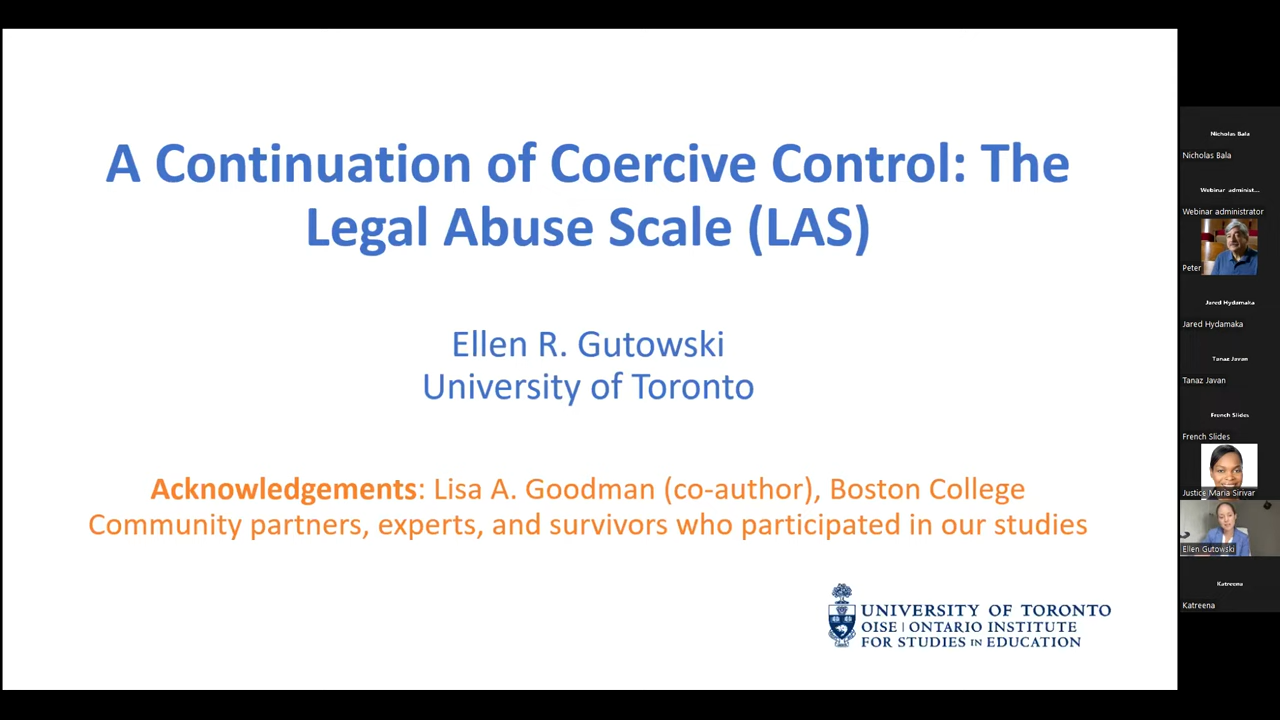 A Continuation of Coercive Control: The
Legal Abuse Scale (LAS)
Ellen R. Gutowski
University of Toronto
Acknowledgements: Lisa A. Goodman (co-author), Boston College
Community partners, experts, and survivors who participated in our studies
UNIVERSITY OF TORONTO
OISE | ONTARIO INSTITUTE
FOR STUDIES IN EDUCATION
Nicholas Bala
Nicholas Bala
Webinar administ...
Webinar administrator
Peter
Jared Hydamaka
Jared Hydamaka
Tanaz Javan
Tanaz Javan
French Slides
French Slides
Justice Maria Sirivar
Ellen Gutowski
Katreena
Katreena